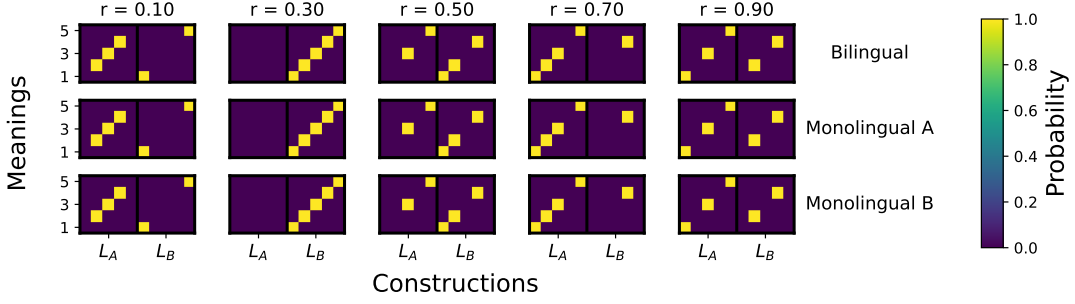 r = 0.10 r = 0.30 r = 0.50 r = 0.70 r = 0.90
5
3
1
Bilingual
5
3
1
Monolingual A
5
3
1
Monolingual B
Meanings
L_A L_B L_A L_B L_A L_B L_A L_B L_A L_B
Constructions
1.0
0.8
0.6
0.4
0.2
0.0
Probability